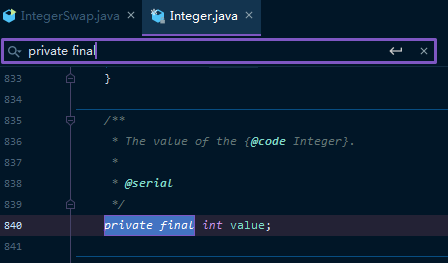 IntegerSwap.java Integer.java
private final
833 }
834
835 /**
836 * The value of the {@code Integer}.
837 *
838 * @serial
839 */
840 private final int value;
841